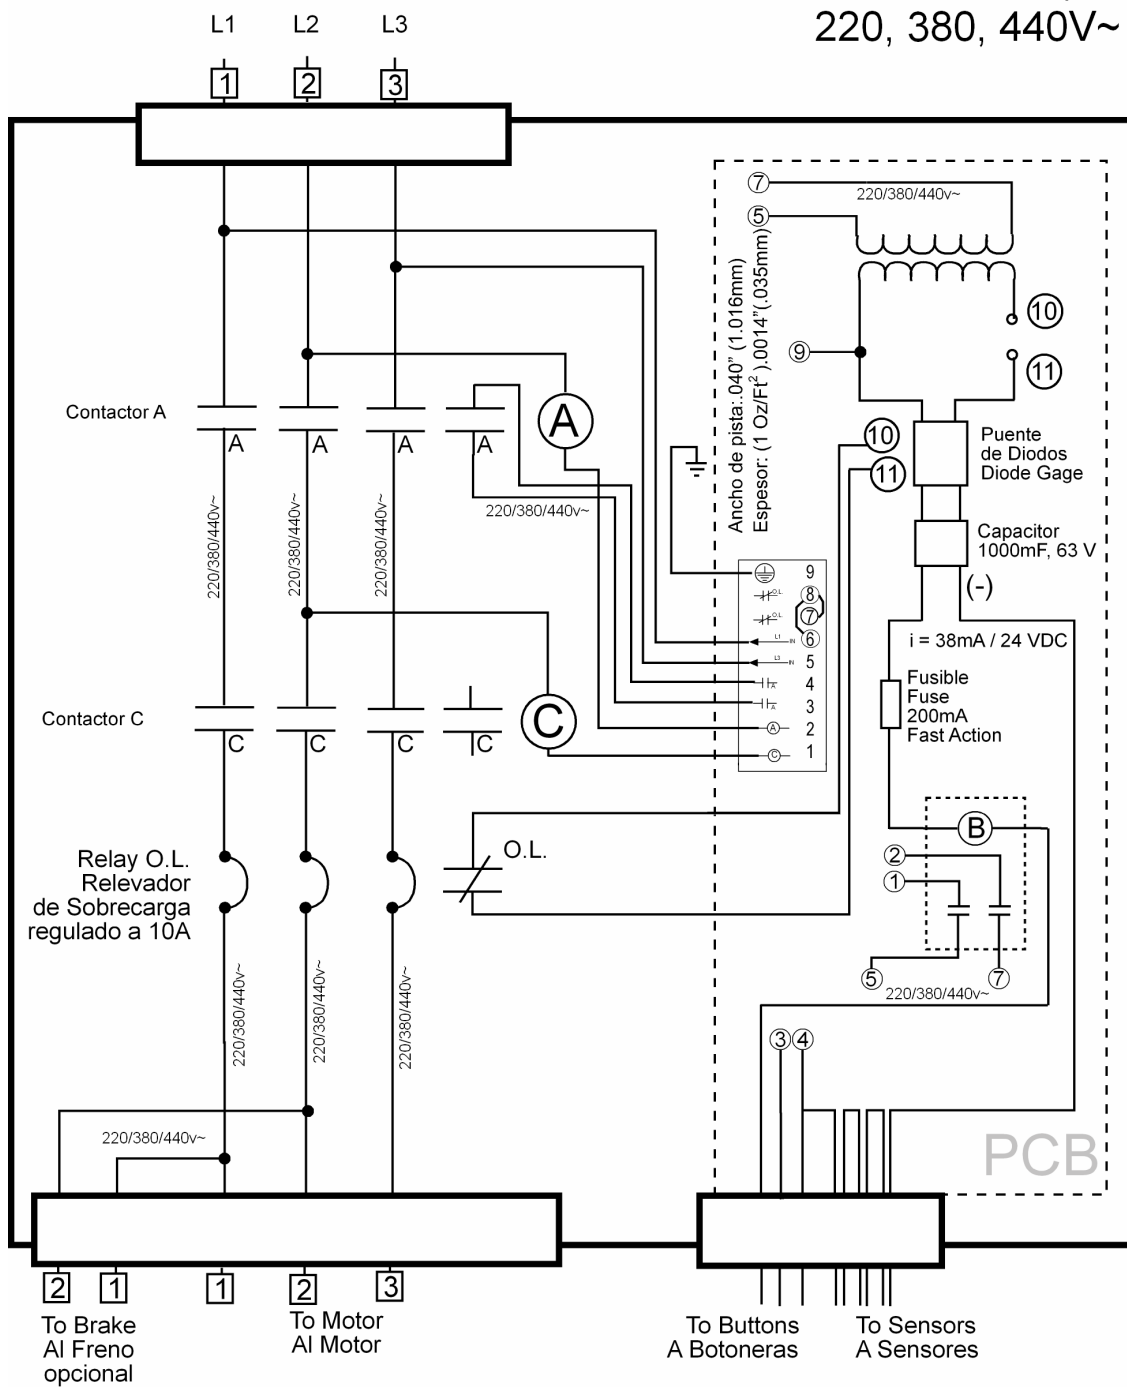 220, 380, 440V~
L1 L2 L3
1 2 3
7
220/380/440v~
5
Ancho de pista:.040” (1.016mm)
Espesor: (1 Oz/Ft² ).0014”(.035mm)
10
9
11
Contactor A
A
A A A A
10
11
Puente
de Diodos
Diode Gage
220/380/440v~
220/380/440v~
220/380/440v~
220/380/440v~
Capacitor
1000mF, 63 V
(-)
9
O.L. 8
O.L. 7
L1 IN 6
L3 IN 5
A 4
A 3
A 2
C 1
i = 38mA / 24 VDC
Fusible
Fuse
200mA
Fast Action
Contactor C
C
C C C C
B
2
1
5 7
220/380/440v~
O.L.
Relay O.L.
Relevador
de Sobrecarga
regulado a 10A
220/380/440v~
220/380/440v~
220/380/440v~
3 4
220/380/440v~
PCB
2 1 1 2 3
To Brake
Al Freno
opcional
To Motor
Al Motor
To Buttons
A Botoneras
To Sensors
A Sensores